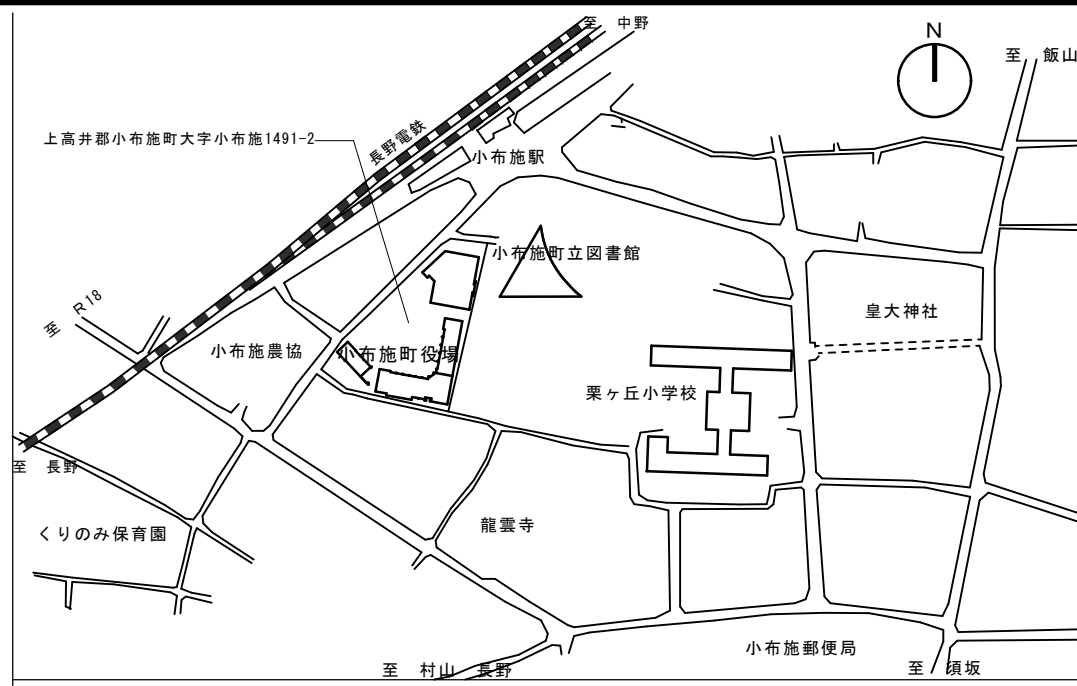 至 中野
N
至 飯山
上高井郡小布施町大字小布施1491-2
長野電鉄
小布施駅
小布施町立図書館
至 R18
皇大神社
小布施農協
小布施町役場
栗ヶ丘小学校
至 長野
くりのみ保育園
龍雲寺
小布施郵便局
至 村山 長野
至 須坂